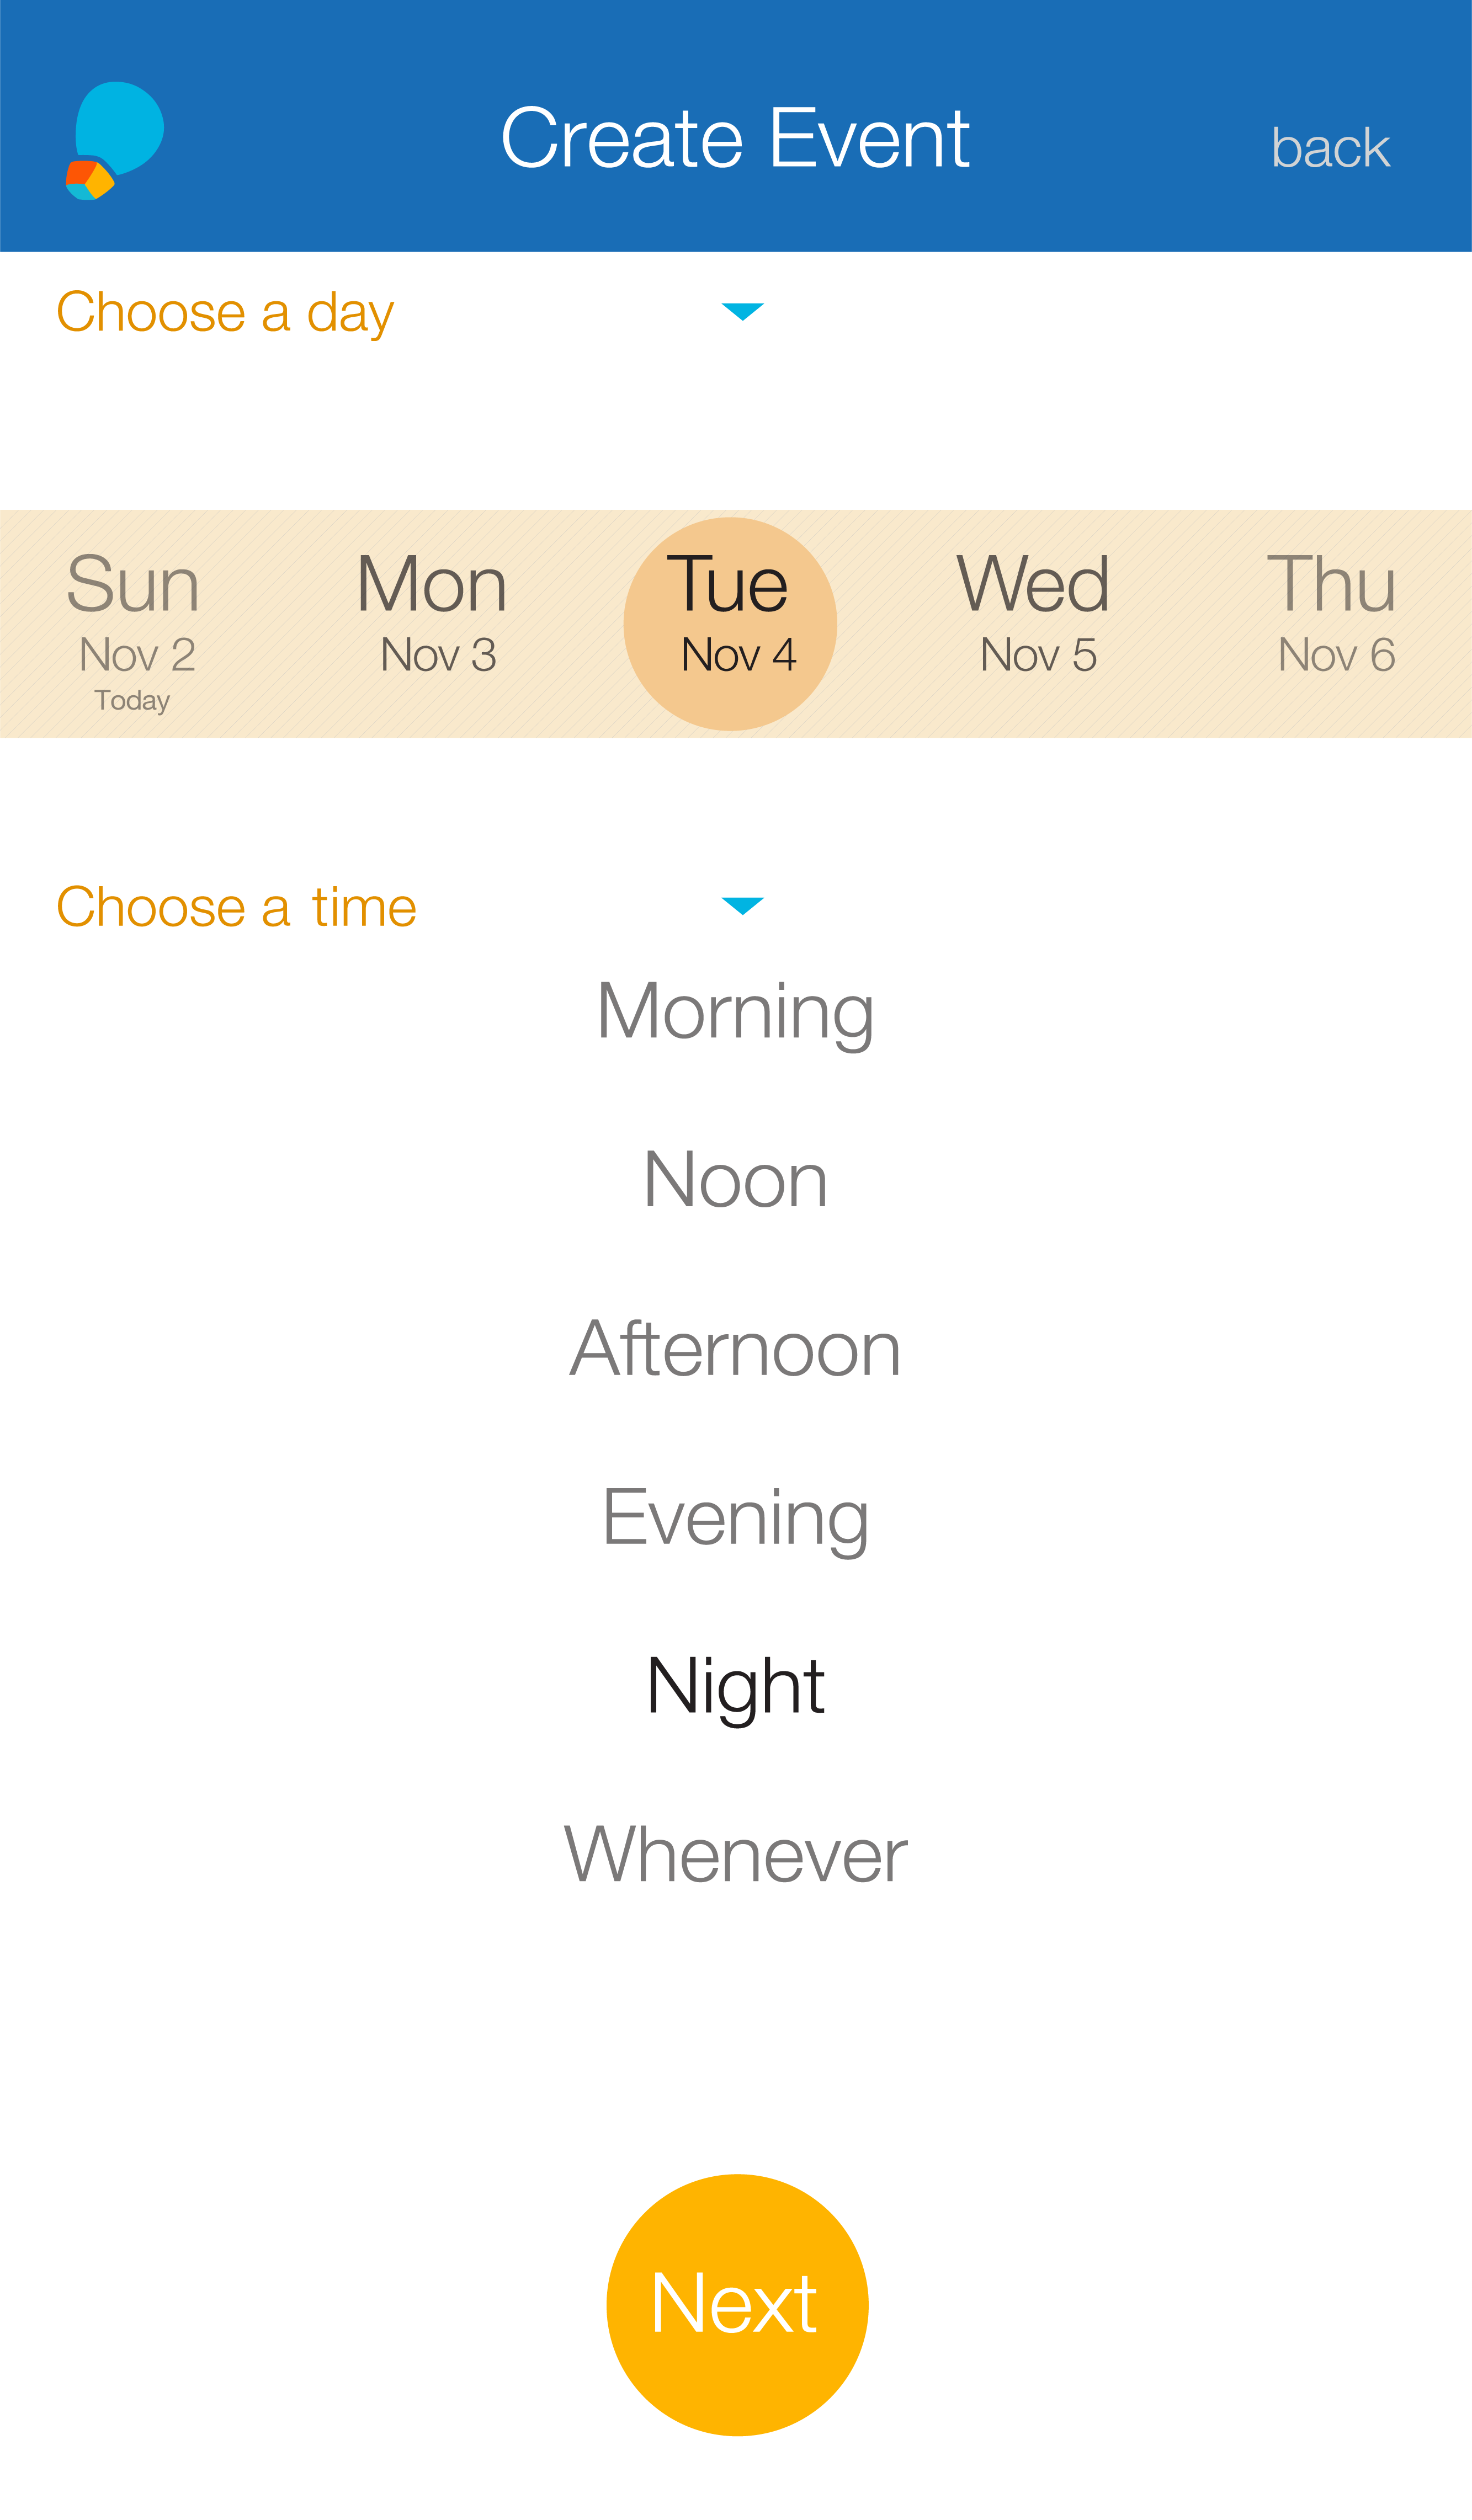 Create Event
back
Choose a day
Sun Mon Tue Wed Thu
Nov 2 Nov 3 Nov 4 Nov 5 Nov 6
Today
Choose a time
Morning
Noon
Afternoon
Evening
Night
Whenever
Next